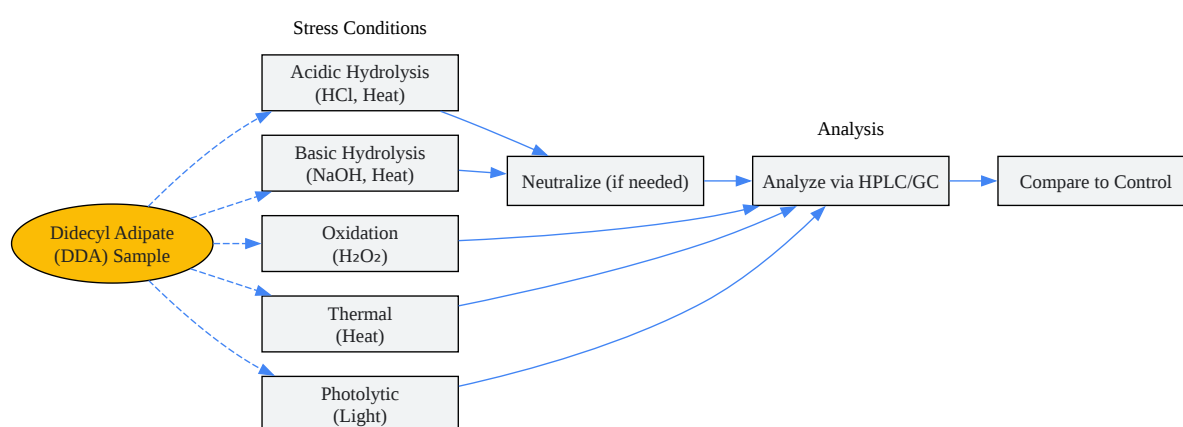 Stress Conditions
Acidic Hydrolysis
(HCl, Heat)
Basic Hydrolysis
(NaOH, Heat)
Oxidation
(H₂O₂)
Thermal
(Heat)
Photolytic
(Light)
Didecyl Adipate
(DDA) Sample
Neutralize (if needed)
Analysis
Analyze via HPLC/GC
Compare to Control